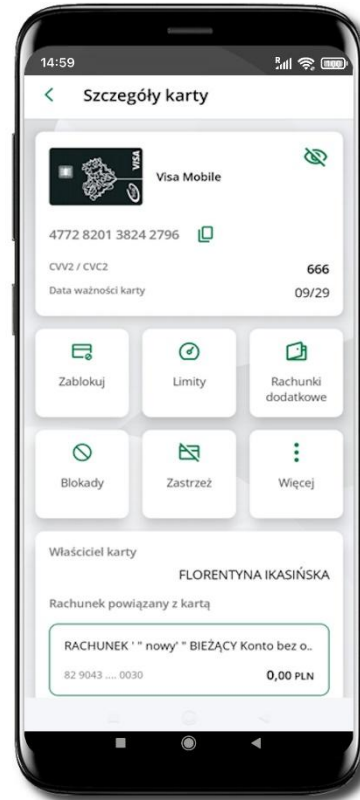 14:59
Szczegóły karty
VISA
Visa Mobile
4772 8201 3824 2796
CVV2 / CVC2 666
Data ważności karty 09/29
Zablokuj Limity Rachunki
dodatkowe
Blokady Zastrzeż Więcej
Właściciel karty
FLORENTYNA IKASIŃSKA
Rachunek powiązany z kartą
RACHUNEK ' " nowy' " BIEŻĄCY Konto bez o..
82 9043 .... 0030 0,00 PLN